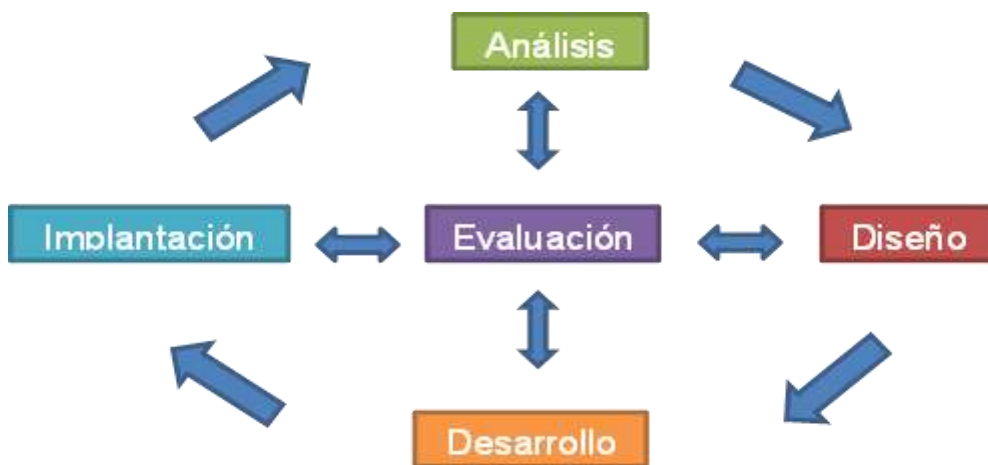 Análisis
Implantación
Evaluación
Diseño
Desarrollo